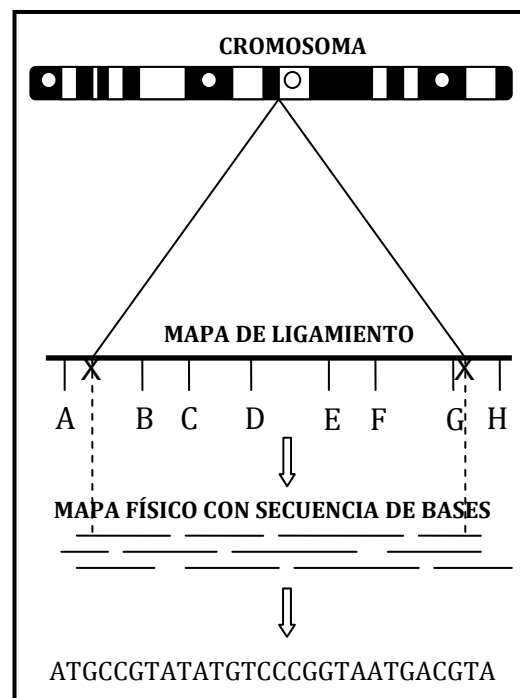 CROMOSOMA
MAPA DE LIGAMIENTO
X X
A B C D E F G H
MAPA FÍSICO CON SECUENCIA DE BASES
ATGCCGTATATGTCCCGGTAATGACGTA